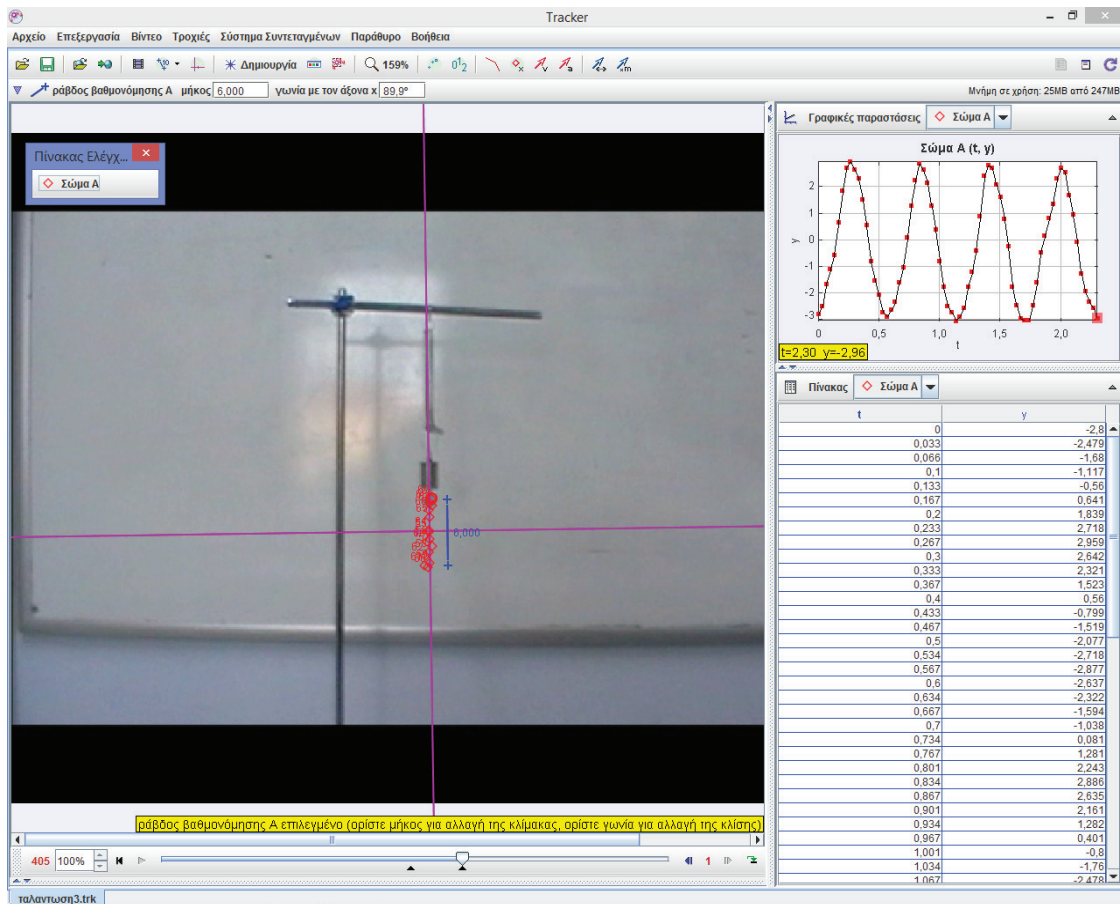 Tracker
Αρχείο Επεξεργασία Βίντεο Τροχιές Σύστημα Συντεταγμένων Παράθυρο Βοήθεια
Δημιουργία 159%
ράβδος βαθμονόμησης A μήκος 6,000 γωνία με τον άξονα x 89,9° Μνήμη σε χρήση: 25MB από 247MB
Πίνακας Ελέγχ...
Σώμα A
6,000
ράβδος βαθμονόμησης A επιλεγμένο (ορίστε μήκος για αλλαγή της κλίμακας, ορίστε γωνία για αλλαγή της κλίσης)
405 100% 1
ταλαντωση3.trk
Γραφικές παραστάσεις Σώμα A
Σώμα A (t, y)
2
1
0
-1
-2
-3
y
0 0,5 1,0 1,5 2,0
t
t=2,30 y=-2,96
Πίνακας Σώμα A
t y
0 -2,8
0,033 -2,479
0,066 -1,68
0,1 -1,117
0,133 -0,56
0,167 0,641
0,2 1,839
0,233 2,718
0,267 2,959
0,3 2,642
0,333 2,321
0,367 1,523
0,4 0,56
0,433 -0,799
0,467 -1,519
0,5 -2,077
0,534 -2,718
0,567 -2,877
0,6 -2,637
0,634 -2,322
0,667 -1,594
0,7 -1,038
0,734 0,081
0,767 1,281
0,801 2,243
0,834 2,886
0,867 2,635
0,901 2,161
0,934 1,282
0,967 0,401
1,001 -0,8
1,034 -1,76
1,067 -2,478